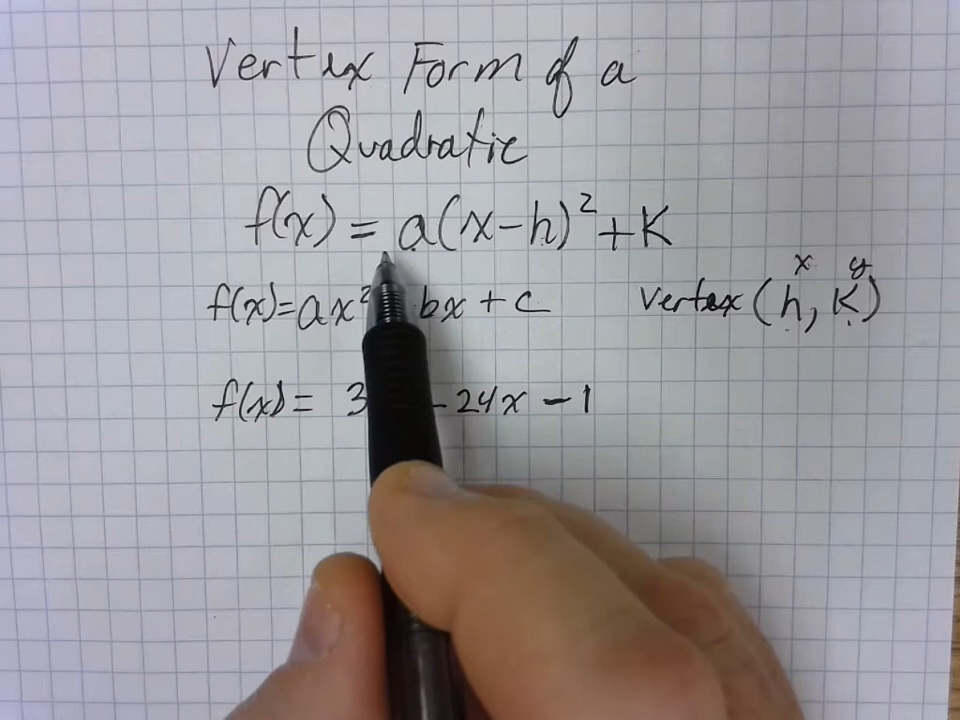 Vertex Form of a
Quadratic
f(x) = a(x-h)² + K
x y
f(x) = ax² bx + c vertex (h, K)
f(x) = 3 - 24x - 1